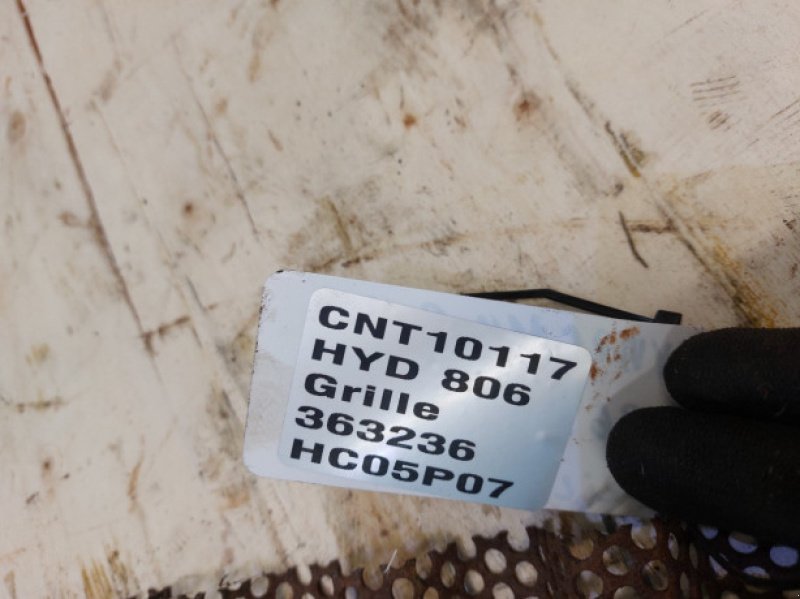 CNT10117
HYD 806
Grille
363236
HC05P07